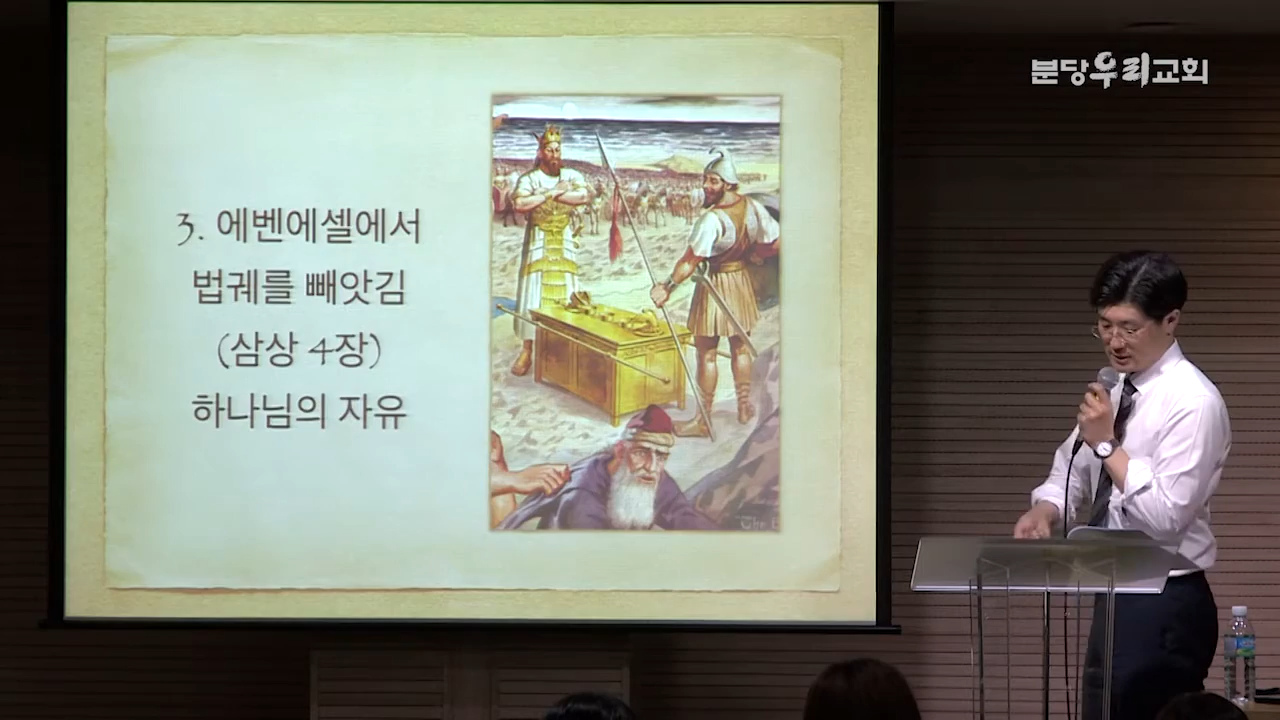 분당우리교회
3. 에벤에셀에서
법궤를 빼앗김
(삼상 4장)
하나님의 자유